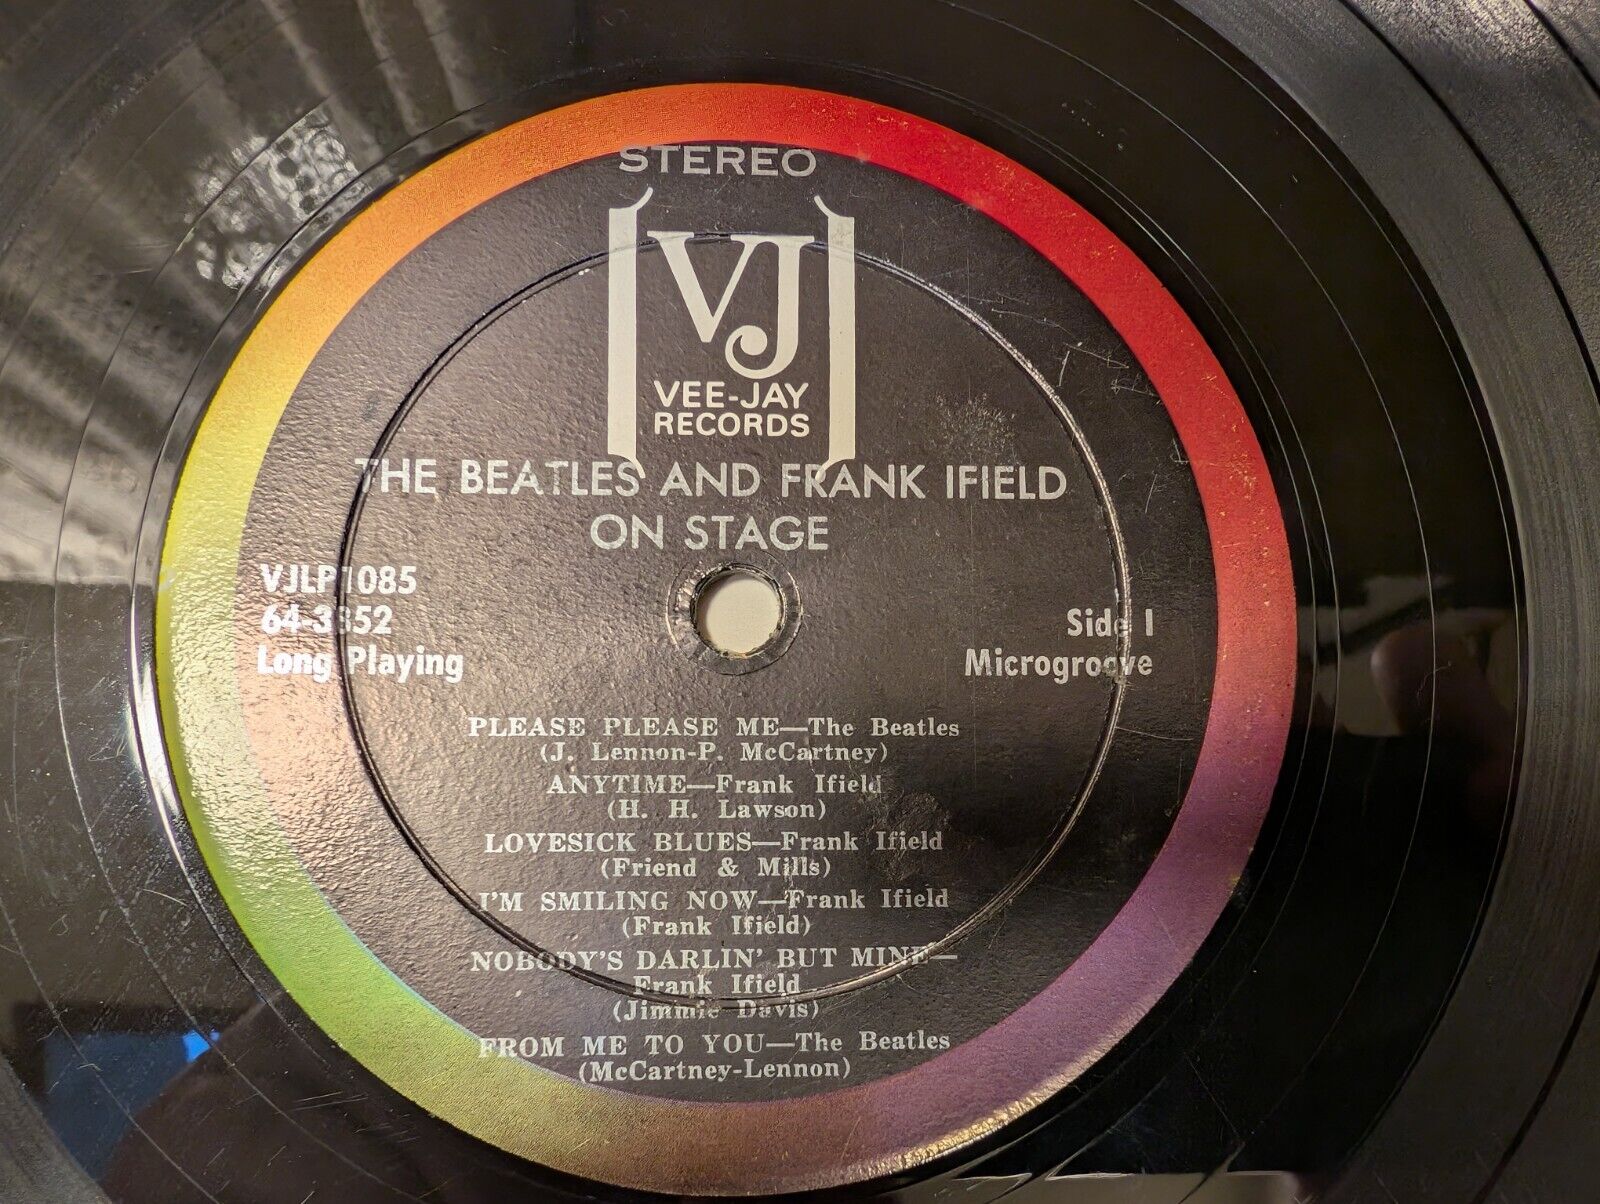 STEREO
VJ
VEE-JAY
RECORDS
THE BEATLES AND FRANK IFIELD
ON STAGE
VJLP 1085
64-3352
Long Playing
Side I
Microgroove
PLEASE PLEASE ME—The Beatles
(J. Lennon-P. McCartney)
ANYTIME—Frank Ifield
(H. H. Lawson)
LOVESICK BLUES—Frank Ifield
(Friend & Mills)
I'M SMILING NOW—Frank Ifield
(Frank Ifield)
NOBODY'S DARLIN' BUT MINE—
Frank Ifield
(Jimmie Davis)
FROM ME TO YOU—The Beatles
(McCartney-Lennon)